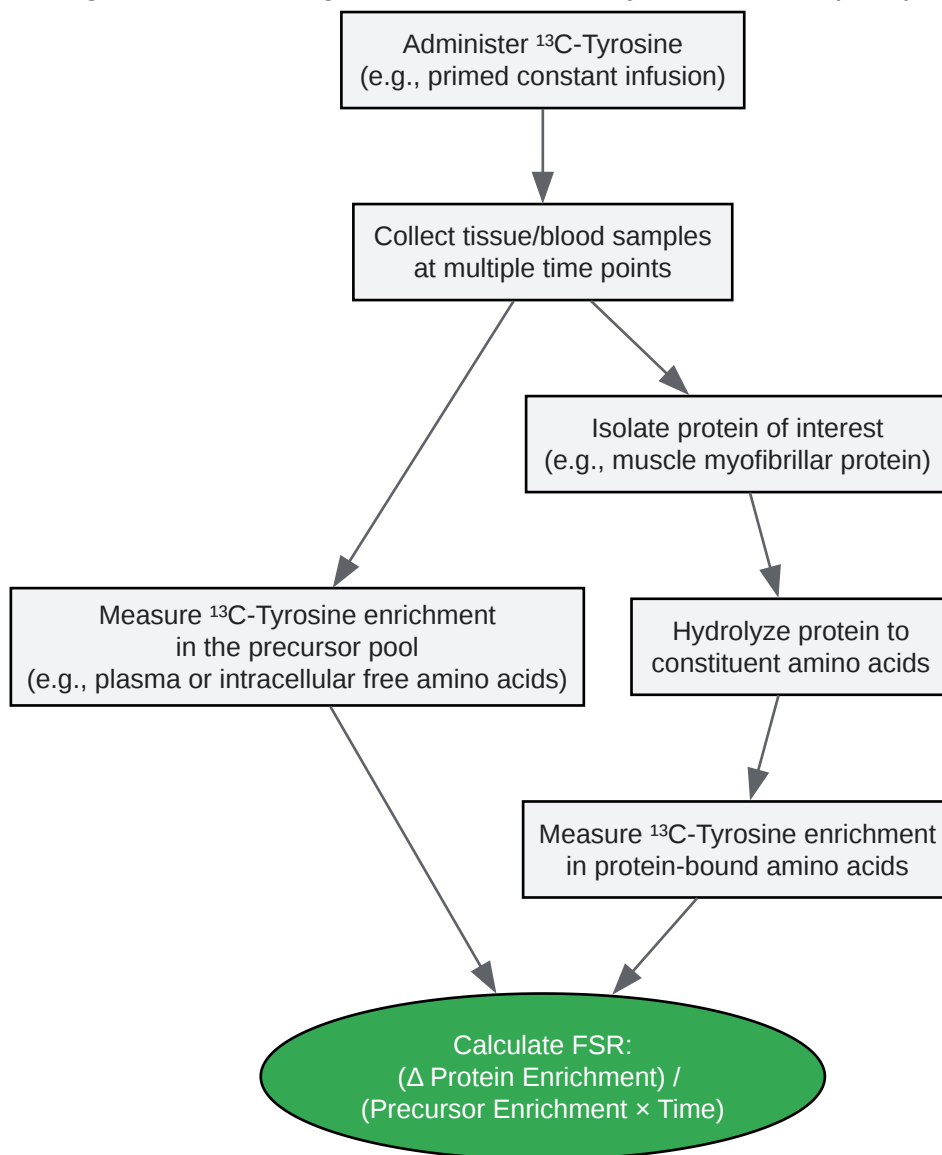 Administer ¹³C-Tyrosine
(e.g., primed constant infusion)
Collect tissue/blood samples
at multiple time points
Isolate protein of interest
(e.g., muscle myofibrillar protein)
Measure ¹³C-Tyrosine enrichment
in the precursor pool
(e.g., plasma or intracellular free amino acids)
Hydrolyze protein to
constituent amino acids
Measure ¹³C-Tyrosine enrichment
in protein-bound amino acids
Calculate FSR:
(Δ Protein Enrichment) /
(Precursor Enrichment × Time)